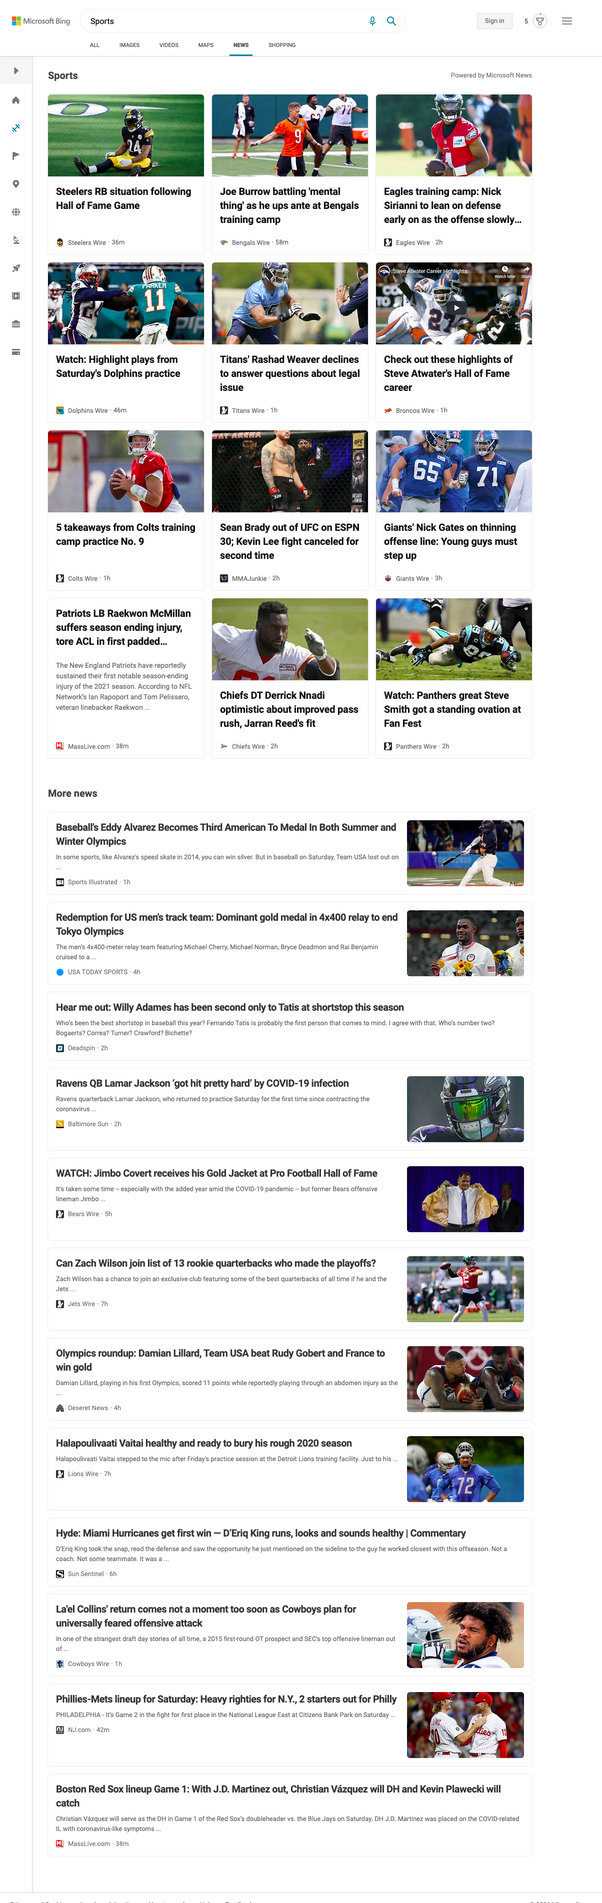 Microsoft Bing
Sports
Sign in
5
ALL IMAGES VIDEOS MAPS NEWS SHOPPING
Sports
Powered by Microsoft News
Steelers RB situation following
Hall of Fame Game
Steelers Wire · 36m
Joe Burrow battling 'mental
thing' as he ups ante at Bengals
training camp
Bengals Wire · 58m
Eagles training camp: Nick
Sirianni to lean on defense
early on as the offense slowly...
Eagles Wire · 2h
Watch: Highlight plays from
Saturday's Dolphins practice
Dolphins Wire · 46m
Titans' Rashad Weaver declines
to answer questions about legal
issue
Titans Wire · 1h
Steve Atwater Career Highlights
Check out these highlights of
Steve Atwater's Hall of Fame
career
Broncos Wire · 1h
5 takeaways from Colts training
camp practice No. 9
Colts Wire · 1h
Sean Brady out of UFC on ESPN
30; Kevin Lee fight canceled for
second time
MMAJunkie · 2h
65
71
Giants' Nick Gates on thinning
offense line: Young guys must
step up
Giants Wire · 3h
Patriots LB Raekwon McMillan
suffers season ending injury,
tore ACL in first padded...
The New England Patriots have reportedly
sustained their first notable season-ending
injury of the 2021 season. According to NFL
Network's Ian Rapoport and Tom Pelissero,
veteran linebacker Raekwon ...
MassLive.com · 38m
Chiefs DT Derrick Nnadi
optimistic about improved pass
rush, Jarran Reed's fit
Chiefs Wire · 2h
Watch: Panthers great Steve
Smith got a standing ovation at
Fan Fest
Panthers Wire · 2h
More news
Baseball's Eddy Alvarez Becomes Third American To Medal In Both Summer and
Winter Olympics
In some sports, like Alvarez's speed skate in 2014, you can win silver. But in baseball on Saturday, Team USA lost out on
...
Sports Illustrated · 1h
Redemption for US men's track team: Dominant gold medal in 4x400 relay to end
Tokyo Olympics
The men's 4x400-meter relay team featuring Michael Cherry, Michael Norman, Bryce Deadmon and Rai Benjamin
cruised to a ...
USA TODAY SPORTS · 4h
Hear me out: Willy Adames has been second only to Tatis at shortstop this season
Who's been the best shortstop in baseball this year? Fernando Tatis is probably the first person that comes to mind. I agree with that. Who's number two?
Bogaerts? Correa? Turner? Crawford? Bichette?
Deadspin · 2h
Ravens QB Lamar Jackson 'got hit pretty hard' by COVID-19 infection
Ravens quarterback Lamar Jackson, who returned to practice Saturday for the first time since contracting the
coronavirus ...
Baltimore Sun · 2h
WATCH: Jimbo Covert receives his Gold Jacket at Pro Football Hall of Fame
It's taken some time – especially with the added year amid the COVID-19 pandemic – but former Bears offensive
lineman Jimbo ...
Bears Wire · 5h
Can Zach Wilson join list of 13 rookie quarterbacks who made the playoffs?
Zach Wilson has a chance to join an exclusive club featuring some of the best quarterbacks of all time if he and the
Jets ...
Jets Wire · 7h
Olympics roundup: Damian Lillard, Team USA beat Rudy Gobert and France to
win gold
Damian Lillard, playing in his first Olympics, scored 11 points while reportedly playing through an abdomen injury as the
...
Deseret News · 4h
Halapoulivaati Vaitai healthy and ready to bury his rough 2020 season
Halapoulivaati Vaitai stepped to the mic after Friday's practice session at the Detroit Lions training facility. Just to his ...
Lions Wire · 7h
72
Hyde: Miami Hurricanes get first win — D'Eriq King runs, looks and sounds healthy | Commentary
D'Eriq King took the snap, read the defense and saw the opportunity he just mentioned on the sideline to the guy he worked closest with this offseason. Not a
coach. Not some teammate. It was a ...
Sun Sentinel · 6h
La'el Collins' return comes not a moment too soon as Cowboys plan for
universally feared offensive attack
In one of the strangest draft day stories of all time, a 2015 first-round OT prospect and SEC's top offensive lineman out
of ...
Cowboys Wire · 1h
Phillies-Mets lineup for Saturday: Heavy righties for N.Y., 2 starters out for Philly
PHILADELPHIA - It's Game 2 in the fight for first place in the National League East at Citizens Bank Park on Saturday ...
NJ.com · 42m
Boston Red Sox lineup Game 1: With J.D. Martinez out, Christian Vázquez will DH and Kevin Plawecki will
catch
Christian Vázquez will serve as the DH in Game 1 of the Red Sox's doubleheader vs. the Blue Jays on Saturday. DH J.D. Martinez was placed on the COVID-related
IL with coronavirus-like symptoms ...
MassLive.com · 38m